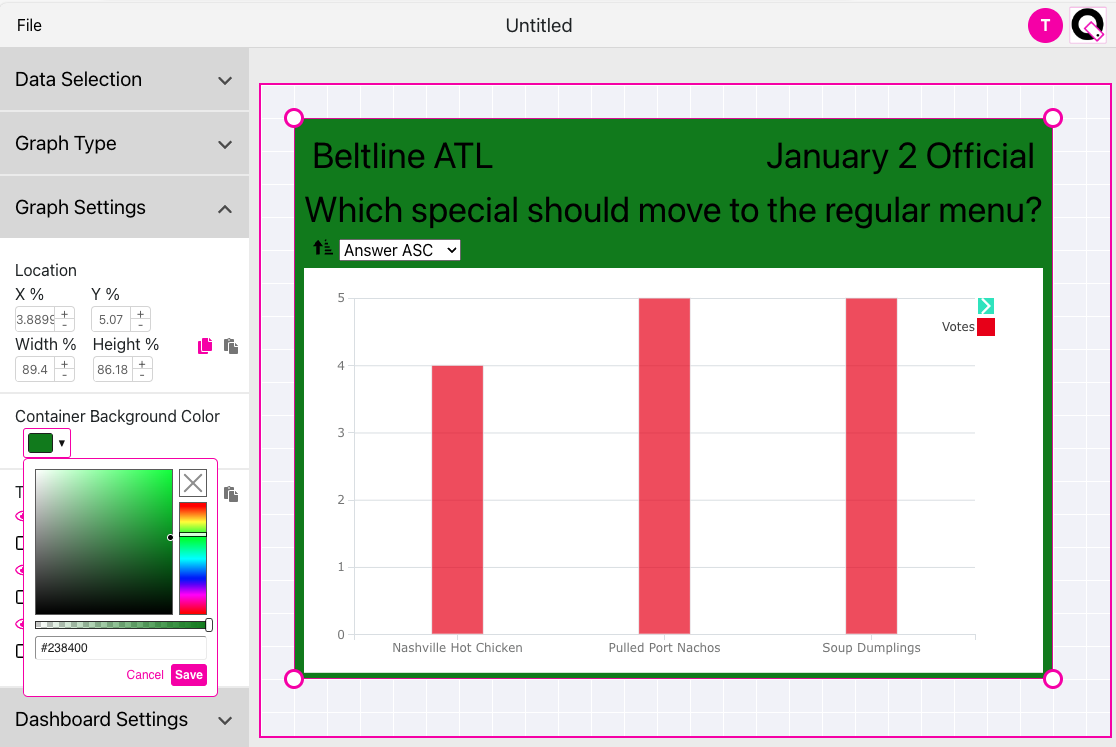 File
Untitled
T
Data Selection
Graph Type
Graph Settings
Location
X %
Y %
3.8899
+
-
5.07
+
-
Width %
Height %
89.4
+
-
86.18
+
-
Container Background Color
T
#238400
Cancel
Save
Dashboard Settings
Beltline ATL
January 2 Official
Which special should move to the regular menu?
Answer ASC
5
4
3
2
1
0
Votes
Nashville Hot Chicken
Pulled Port Nachos
Soup Dumplings